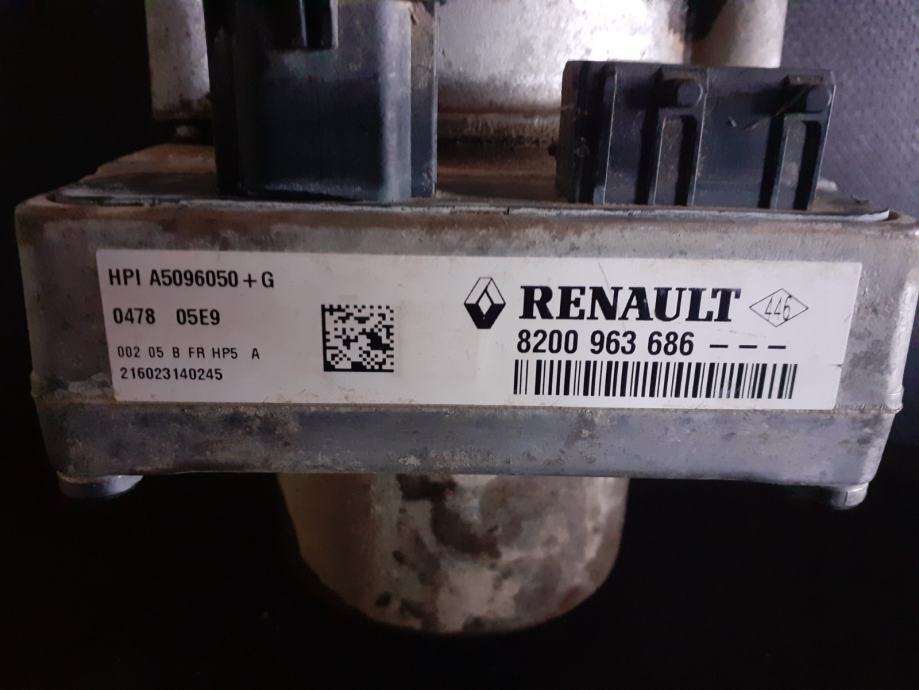 HPI A5096050+G
0478 05E9
002 05 B FR HP5 A
216023140245
RENAULT
446
8200 963 686 – – –